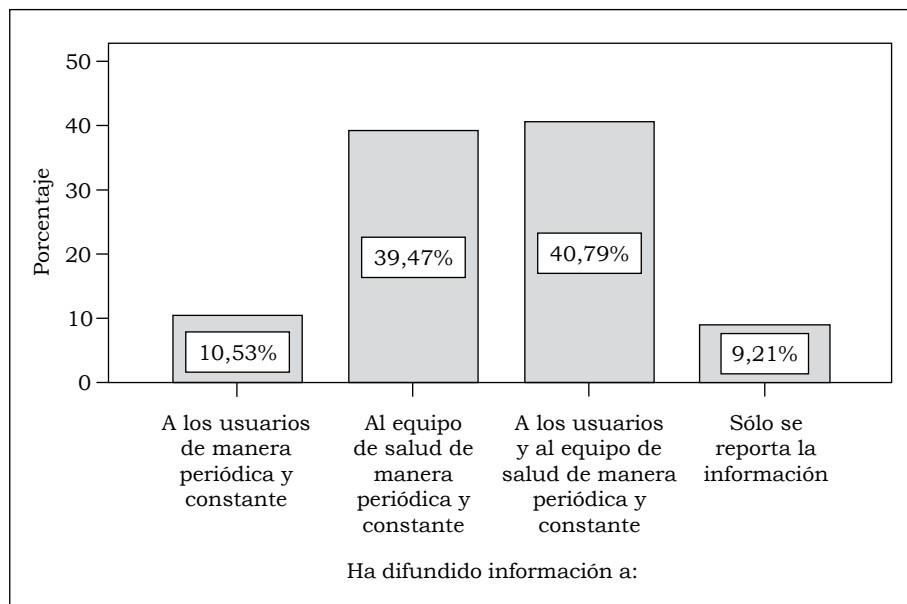 Porcentaje
50
40
30
20
10
0
10,53%
39,47%
40,79%
9,21%
A los usuarios
de manera
periódica y
constante
Al equipo
de salud de
manera
periódica y
constante
A los usuarios
y al equipo de
salud de manera
periódica y
constante
Sólo se
reporta la
información
Ha difundido información a: